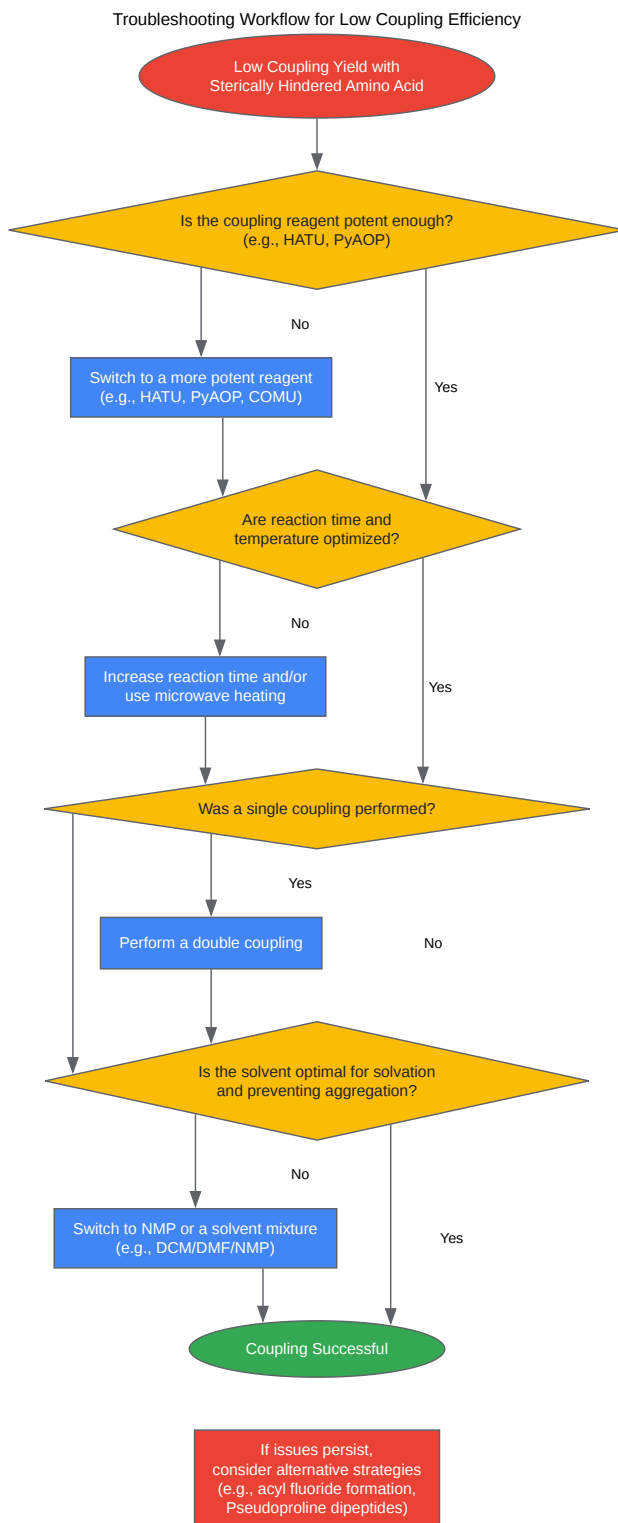 Troubleshooting Workflow for Low Coupling Efficiency
Low Coupling Yield with
Sterically Hindered Amino Acid
Is the coupling reagent potent enough?
(e.g., HATU, PyAOP)
No
Switch to a more potent reagent
(e.g., HATU, PyAOP, COMU)
Yes
Are reaction time and
temperature optimized?
No
Increase reaction time and/or
use microwave heating
Yes
Was a single coupling performed?
Yes
Perform a double coupling
No
Is the solvent optimal for solvation
and preventing aggregation?
No
Switch to NMP or a solvent mixture
(e.g., DCM/DMF/NMP)
Yes
Coupling Successful
If issues persist,
consider alternative strategies
(e.g., acyl fluoride formation,
Pseudoproline dipeptides)